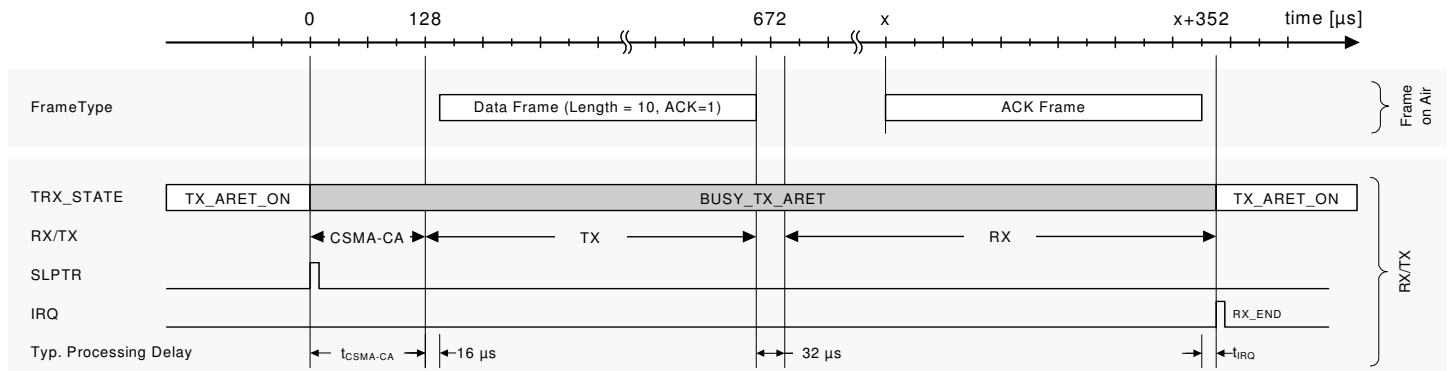 0 128 672 x x+352 time [µs]
FrameType Data Frame (Length = 10, ACK=1) ACK Frame Frame on Air
TRX_STATE TX_ARET_ON BUSY_TX_ARET TX_ARET_ON
RX/TX CSMA-CA TX RX
SLPTR
RX/TX
IRQ RX_END
Typ. Processing Delay tCSMA-CA 16 µs 32 µs tIRQ